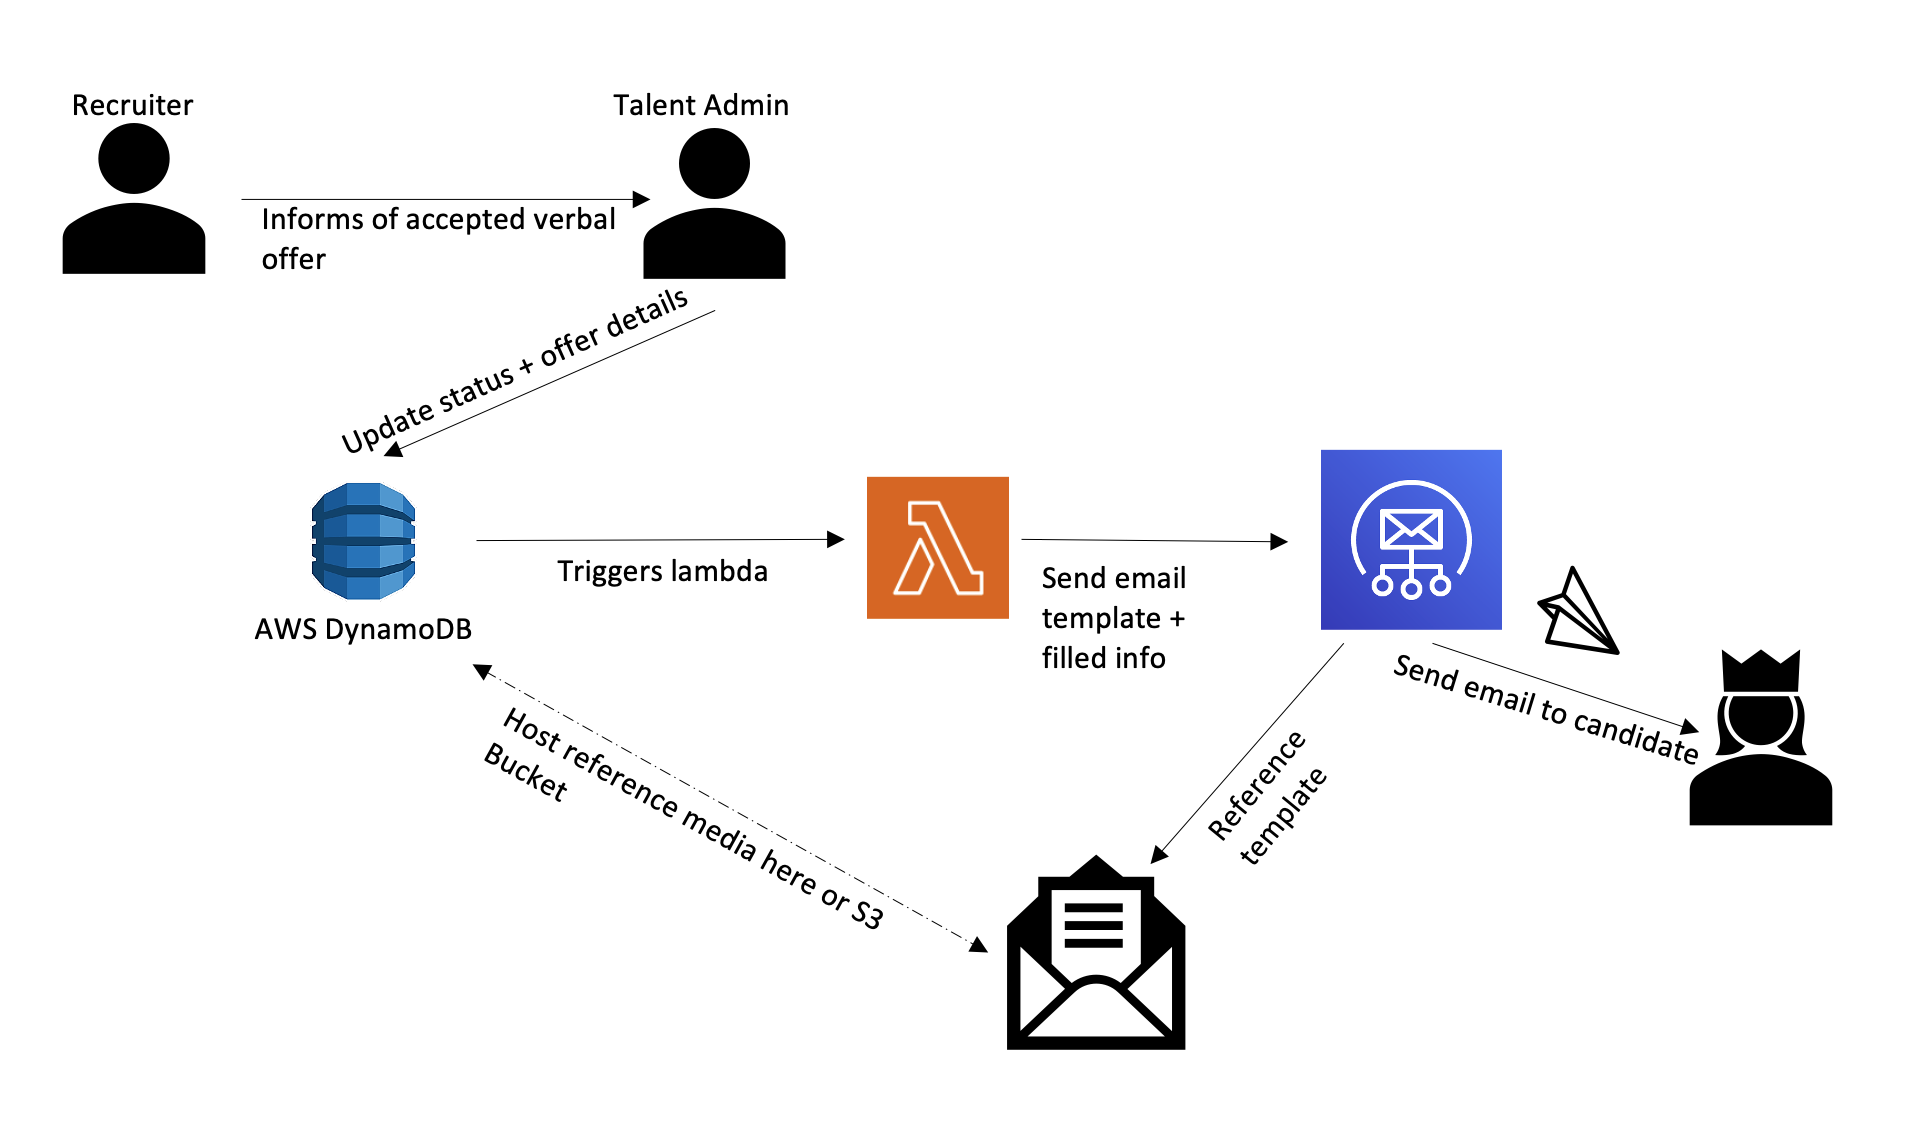 Recruiter
Talent Admin
Informs of accepted verbal
offer
Update status + offer details
AWS DynamoDB
Triggers lambda
Send email
template +
filled info
Send email to candidate
Reference
template
Host reference media here or S3
Bucket